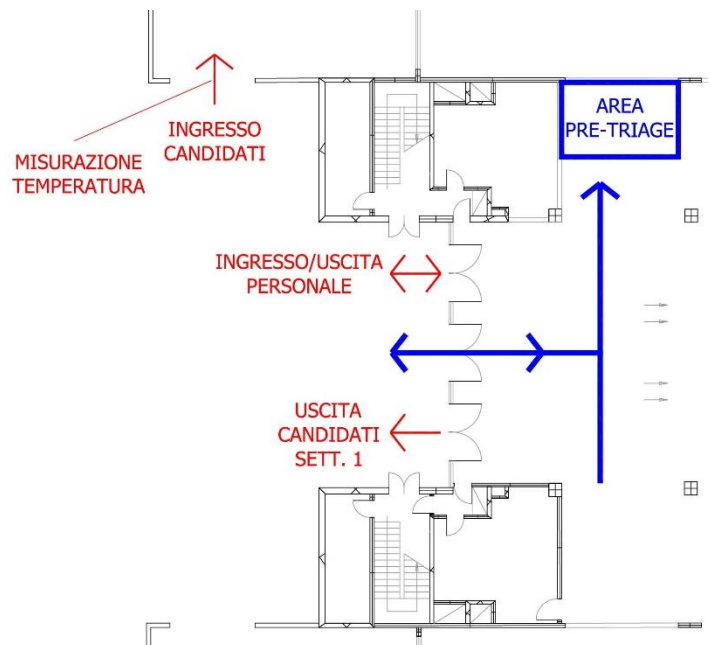 AREA
PRE-TRIAGE
INGRESSO
CANDIDATI
MISURAZIONE
TEMPERATURA
INGRESSO/USCITA
PERSONALE
USCITA
CANDIDATI
SETT. 1